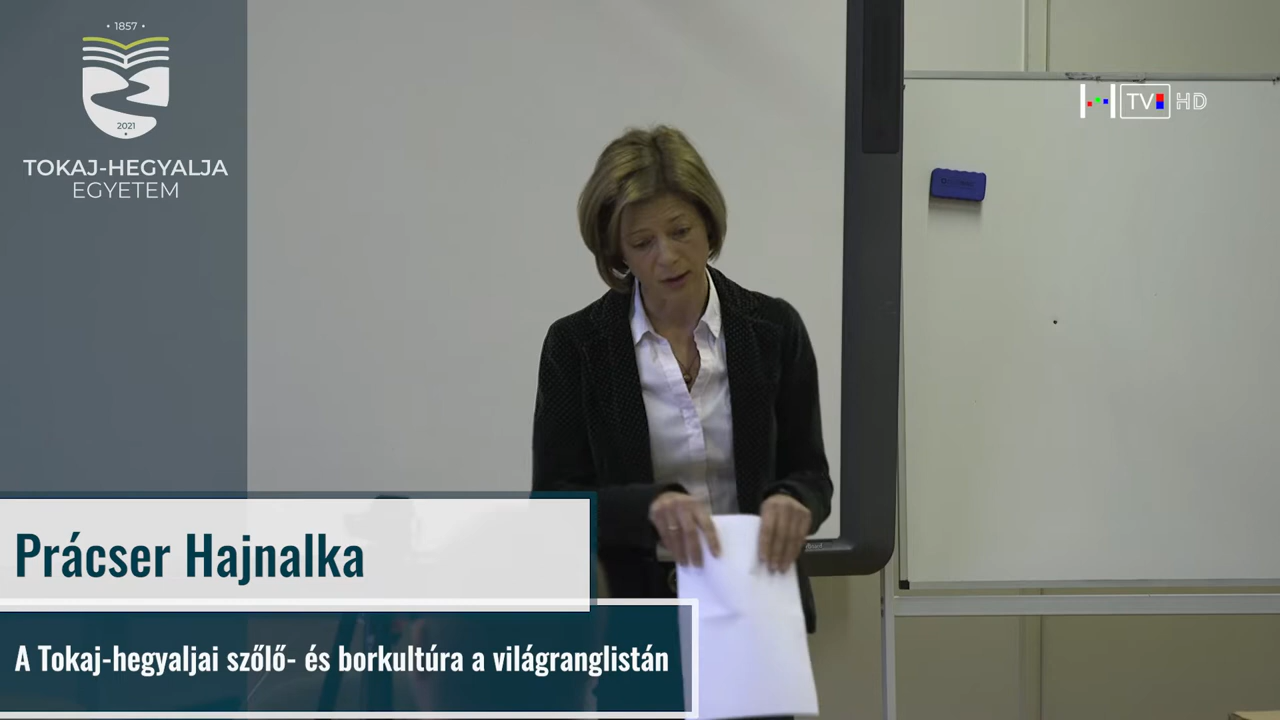 • 1857 •
2021
TOKAJ-HEGYALJA
EGYETEM
TV HD
Prácser Hajnalka
A Tokaj-hegyaljai szőlő- és borkultúra a világranglistán